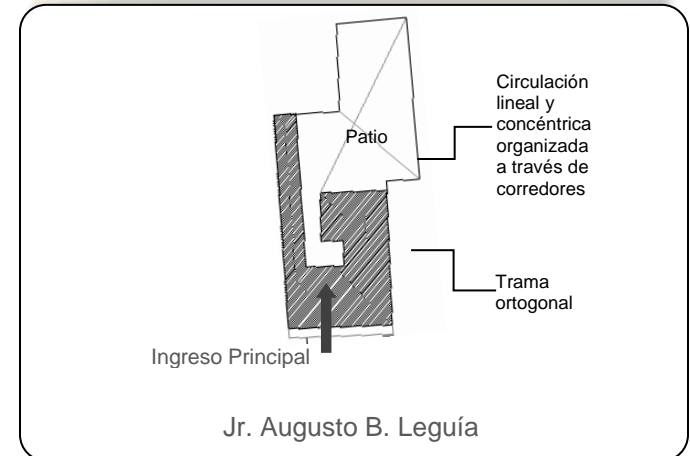 Circulación
lineal y
concéntrica
organizada
a través de
corredores
Patio
Trama
ortogonal
Ingreso Principal
Jr. Augusto B. Leguía